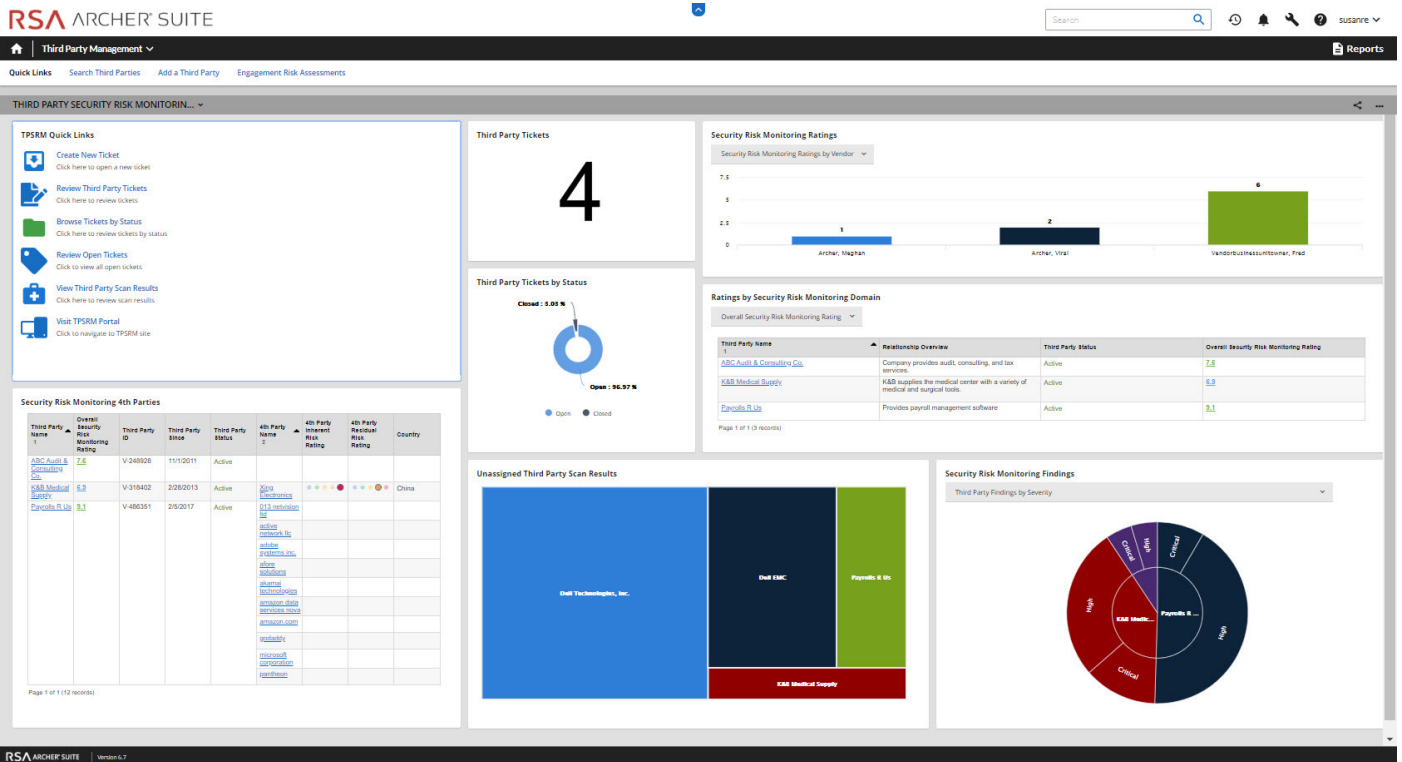 RSA ARCHER® SUITE
Search
susanre
Third Party Management
Reports
Quick Links Search Third Parties Add a Third Party Engagement Risk Assessments
THIRD PARTY SECURITY RISK MONITORIN...
TPSRM Quick Links
Create New Ticket
Click here to open a new ticket
Review Third Party Tickets
Click here to review tickets
Browse Tickets by Status
Click here to review tickets by status
Review Open Tickets
Click to view all open tickets
View Third Party Scan Results
Click here to review scan results
Visit TPSRM Portal
Click to navigate to TPSRM site
Third Party Tickets
4
Third Party Tickets by Status
Closed : 3.03 %
Open : 96.97 %
Open Closed
Security Risk Monitoring Ratings
Security Risk Monitoring Ratings by Vendor
7.5
5
2.5
0
1
2
6
Archer, Meghan
Archer, Viral
Vendorbusinessunitowner, Fred
Ratings by Security Risk Monitoring Domain
Overall Security Risk Monitoring Rating
Third Party Name 1 Relationship Overview Third Party Status Overall Security Risk Monitoring Rating
ABC Audit & Consulting Co. Company provides audit, consulting, and tax Active 7.6
services.
K&B Medical Supply K&B supplies the medical center with a variety of Active 6.9
medical and surgical tools.
Payrolls R Us Provides payroll management software Active 9.1
Page 1 of 1 (3 records)
Security Risk Monitoring 4th Parties
Third Party Name 1
Overall Security Risk Monitoring Rating
Third Party ID
Third Party Since
Third Party Status
4th Party Name 2
4th Party Inherent Risk Rating
4th Party Residual Risk Rating
Country
ABC Audit & 7.6 V-248928 11/1/2011 Active
Consulting
Co.
K&B Medical 6.9 V-318402 2/28/2013 Active Xing China
Supply Electronics
Payrolls R Us 9.1 V-486351 2/5/2017 Active 013 netvision
ltd
active
network llc
adobe
systems inc.
afore
solutions
akamai
technologies
amazon data
services nova
amazon.com
godaddy
microsoft
corporation
pantheon
Page 1 of 1 (12 records)
Unassigned Third Party Scan Results
Dell Technologies, Inc.
Dell EMC
Payrolls R Us
K&B Medical Supply
Security Risk Monitoring Findings
Third Party Findings by Severity
Critical
High
Critical
High
K&B Medic...
Payrolls R ...
High
Critical
RSA ARCHER® SUITE Version 6.7